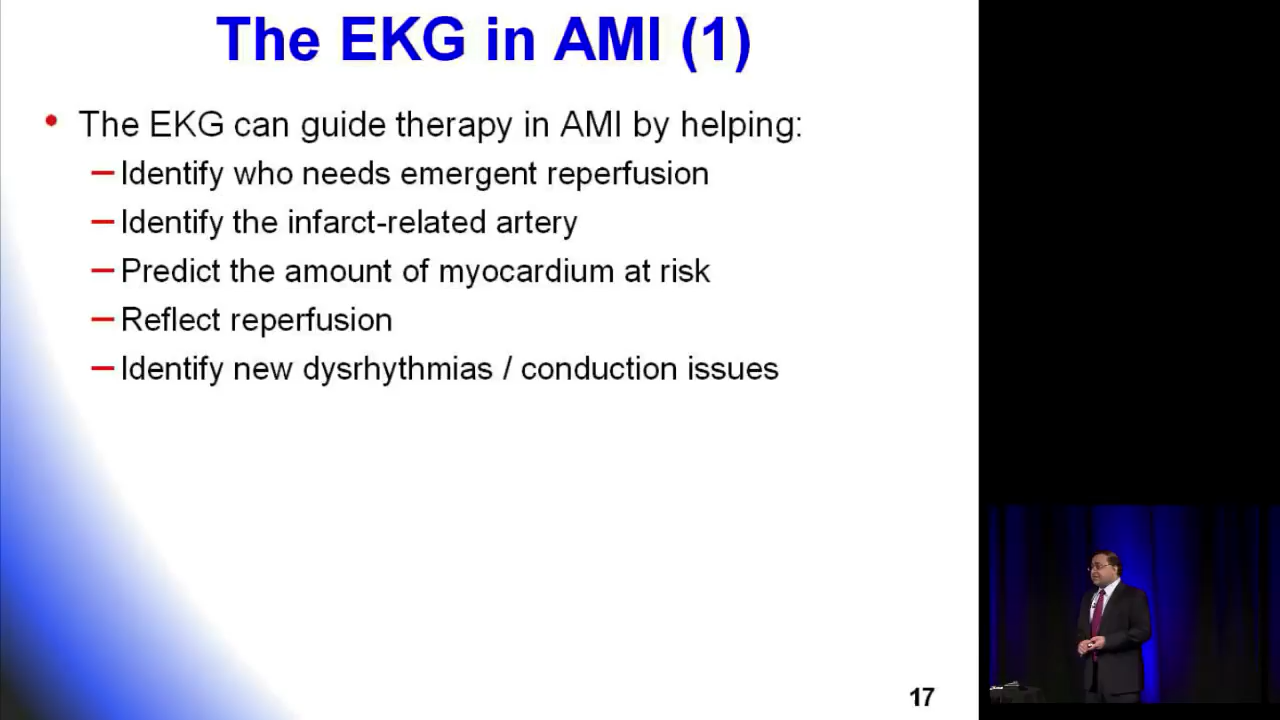 The EKG in AMI (1)
• The EKG can guide therapy in AMI by helping:
– Identify who needs emergent reperfusion
– Identify the infarct-related artery
– Predict the amount of myocardium at risk
– Reflect reperfusion
– Identify new dysrhythmias / conduction issues
17